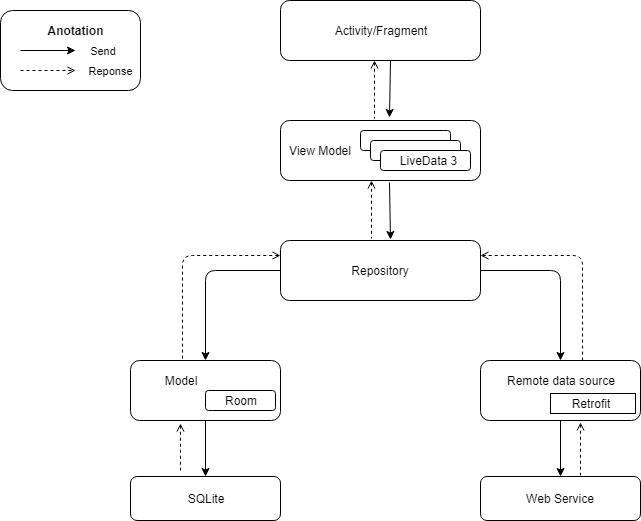 Anotation
Send
Reponse
Activity/Fragment
View Model
LiveData 3
Repository
Model
Room
Remote data source
Retrofit
SQLite
Web Service